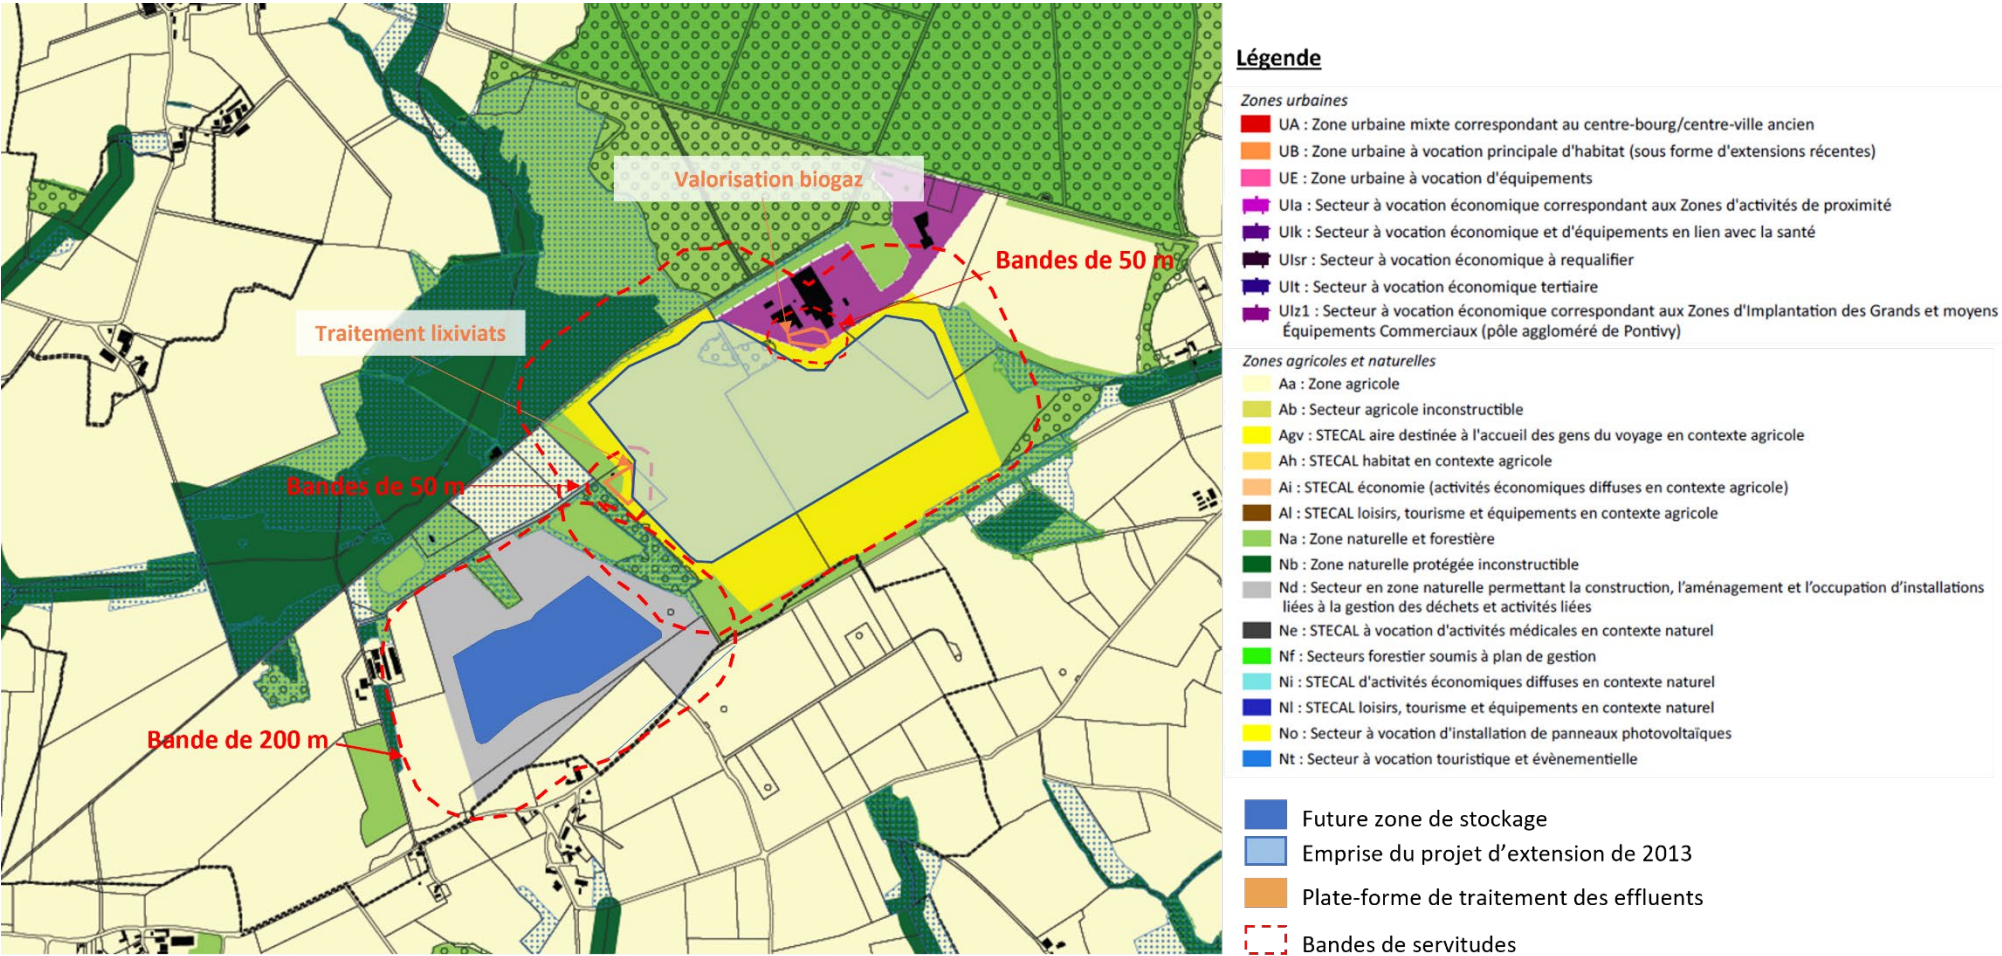 Valorisation biogaz
Bandes de 50 m
Traitement lixiviats
Bandes de 50 m
Bande de 200 m
Légende
Zones urbaines
UA : Zone urbaine mixte correspondant au centre-bourg/centre-ville ancien
UB : Zone urbaine à vocation principale d'habitat (sous forme d'extensions récentes)
UE : Zone urbaine à vocation d'équipements
UIa : Secteur à vocation économique correspondant aux Zones d'activités de proximité
UIk : Secteur à vocation économique et d'équipements en lien avec la santé
UIsr : Secteur à vocation économique à requalifier
UIt : Secteur à vocation économique tertiaire
UIz1 : Secteur à vocation économique correspondant aux Zones d'Implantation des Grands et moyens
Équipements Commerciaux (pôle aggloméré de Pontivy)
Zones agricoles et naturelles
Aa : Zone agricole
Ab : Secteur agricole inconstructible
Agv : STECAL aire destinée à l'accueil des gens du voyage en contexte agricole
Ah : STECAL habitat en contexte agricole
Ai : STECAL économie (activités économiques diffuses en contexte agricole)
Al : STECAL loisirs, tourisme et équipements en contexte agricole
Na : Zone naturelle et forestière
Nb : Zone naturelle protégée inconstructible
Nd : Secteur en zone naturelle permettant la construction, l'aménagement et l'occupation d'installations
liées à la gestion des déchets et activités liées
Ne : STECAL à vocation d'activités médicales en contexte naturel
Nf : Secteurs forestier soumis à plan de gestion
Ni : STECAL d'activités économiques diffuses en contexte naturel
Nl : STECAL loisirs, tourisme et équipements en contexte naturel
No : Secteur à vocation d'installation de panneaux photovoltaïques
Nt : Secteur à vocation touristique et évènementielle
Future zone de stockage
Emprise du projet d’extension de 2013
Plate-forme de traitement des effluents
Bandes de servitudes